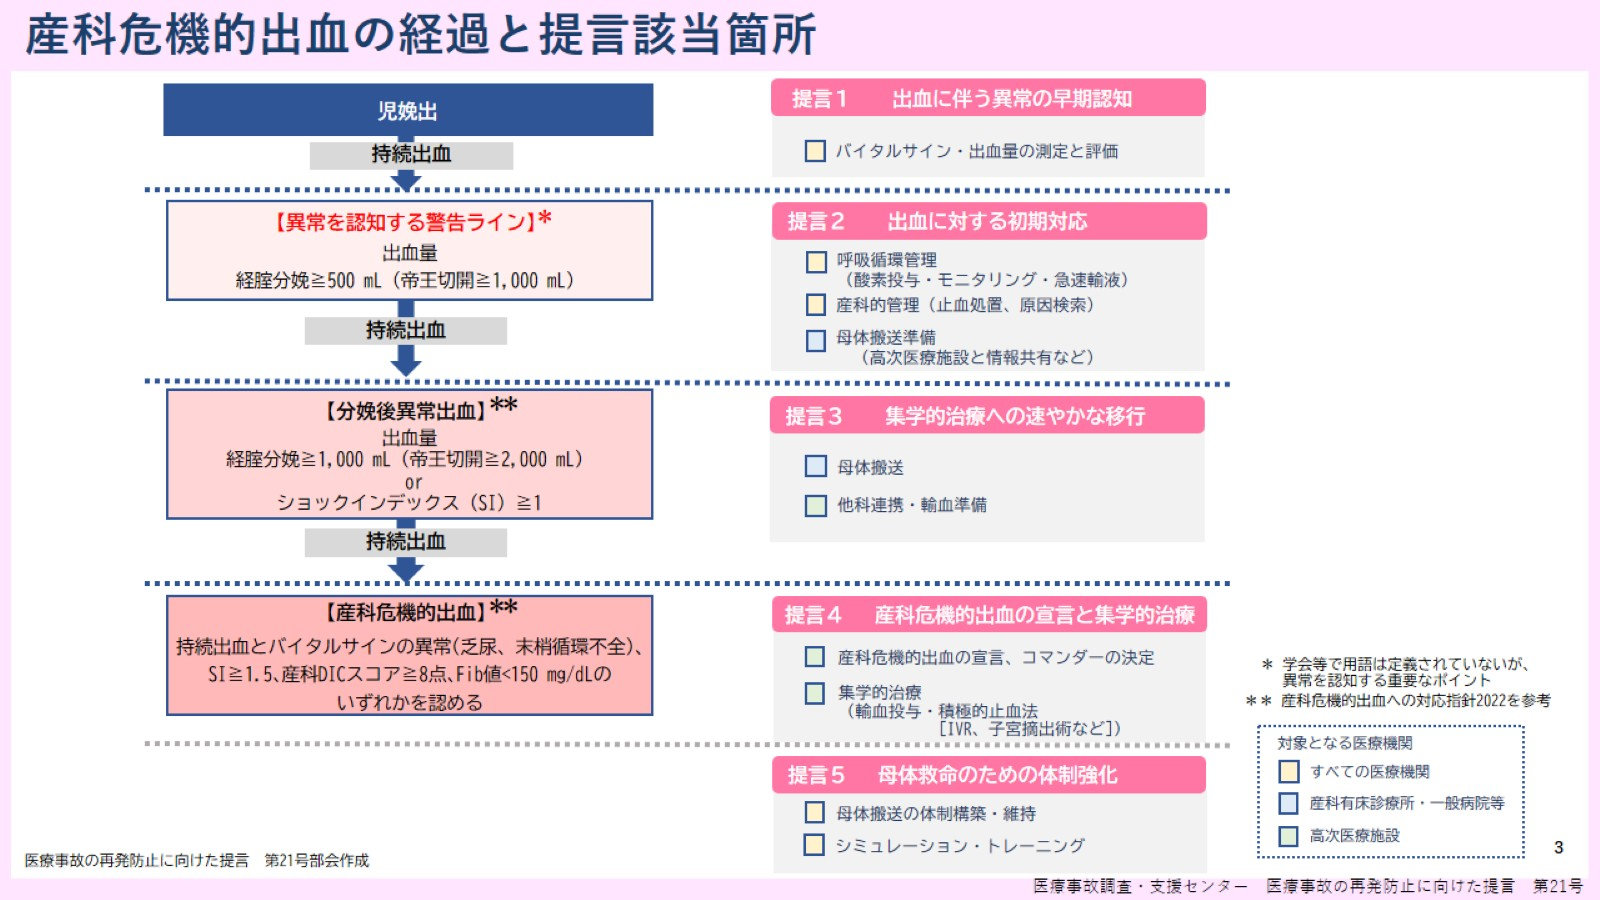 産科危機的出血の経過と提言該当箇所
児娩出
持続出血
【異常を認知する警告ライン】*
出血量
経腟分娩≧500 mL（帝王切開≧1,000 mL）
持続出血
【分娩後異常出血】**
出血量
経腟分娩≧1,000 mL（帝王切開≧2,000 mL）
or
ショックインデックス（SI）≧1
持続出血
【産科危機的出血】**
持続出血とバイタルサインの異常(乏尿、末梢循環不全)、
SI≧1.5、産科DICスコア≧8点、Fib値<150 mg/dLの
いずれかを認める
提言１　出血に伴う異常の早期認知
バイタルサイン・出血量の測定と評価
提言２　出血に対する初期対応
呼吸循環管理
（酸素投与・モニタリング・急速輸液）
産科的管理（止血処置、原因検索）
母体搬送準備
（高次医療施設と情報共有など）
提言３　集学的治療への速やかな移行
母体搬送
他科連携・輸血準備
提言４　産科危機的出血の宣言と集学的治療
産科危機的出血の宣言、コマンダーの決定
集学的治療
（輸血投与・積極的止血法
[IVR、子宮摘出術など]）
提言５　母体救命のための体制強化
母体搬送の体制構築・維持
シミュレーション・トレーニング
＊ 学会等で用語は定義されていないが、
異常を認知する重要なポイント
＊＊ 産科危機的出血への対応指針2022を参考
対象となる医療機関
すべての医療機関
産科有床診療所・一般病院等
高次医療施設
医療事故の再発防止に向けた提言　第21号部会作成
3
医療事故調査・支援センター　医療事故の再発防止に向けた提言　第21号